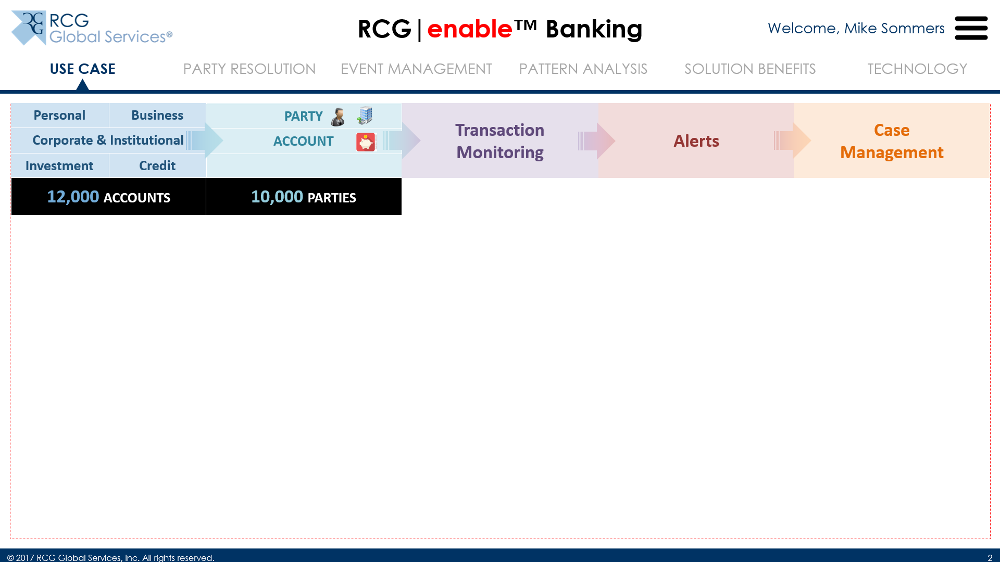 RCG
Global Services®
RCG|enable™ Banking
Welcome, Mike Sommers
USE CASE
PARTY RESOLUTION
EVENT MANAGEMENT
PATTERN ANALYSIS
SOLUTION BENEFITS
TECHNOLOGY
Personal
Business
Corporate & Institutional
Investment
Credit
PARTY
ACCOUNT
Transaction
Monitoring
Alerts
Case
Management
12,000 ACCOUNTS
10,000 PARTIES
© 2017 RCG Global Services, Inc. All rights reserved.
2